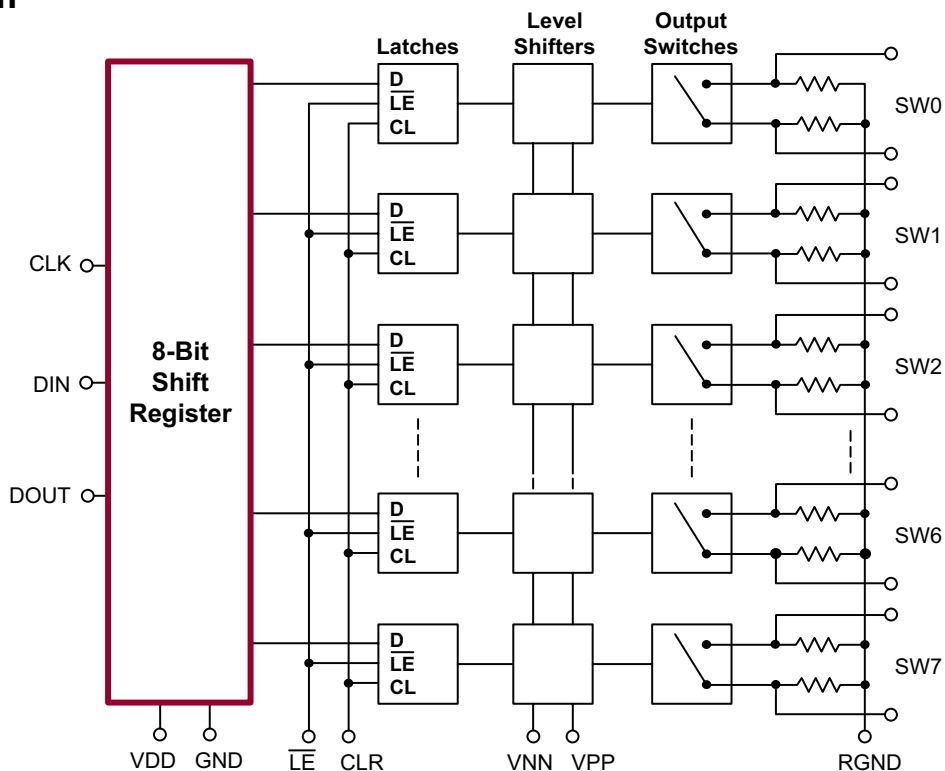 Latches
Level
Shifters
Output
Switches
8-Bit
Shift
Register
CLK
DIN
DOUT
VDD
GND
D
LE
CL
D
LE
CL
D
LE
CL
D
LE
CL
D
LE
CL
SW0
SW1
SW2
SW6
SW7
LE
CLR
VNN
VPP
RGND